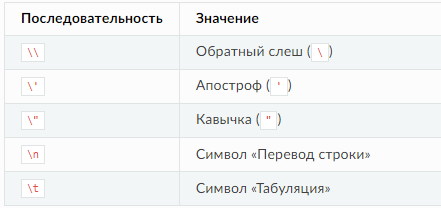 Последовательность Значение
\\ Обратный слеш ( \ )
\' Апостроф ( ' )
\" Кавычка ( " )
\n Символ «Перевод строки»
\t Символ «Табуляция»